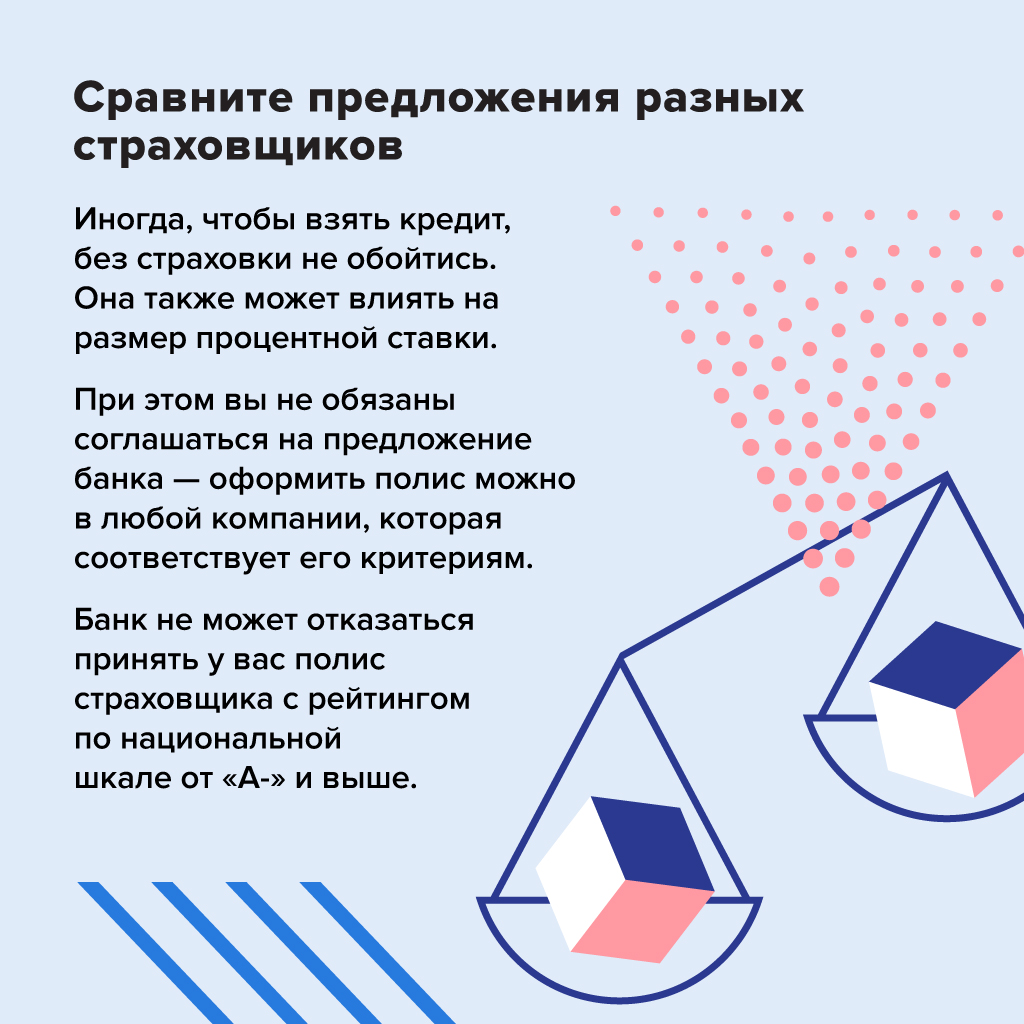 Сравните предложения разных
страховщиков
Иногда, чтобы взять кредит,
без страховки не обойтись.
Она также может влиять на
размер процентной ставки.
При этом вы не обязаны
соглашаться на предложение
банка — оформить полис можно
в любой компании, которая
соответствует его критериям.
Банк не может отказаться
принять у вас полис
страховщика с рейтингом
по национальной
шкале от «А-» и выше.